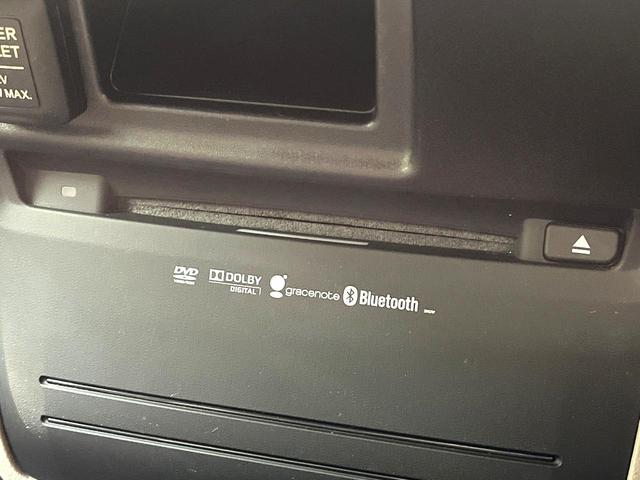 ER
LET
V
MAX.
DVD
DOLBY
DIGITAL
gracenote
Bluetooth